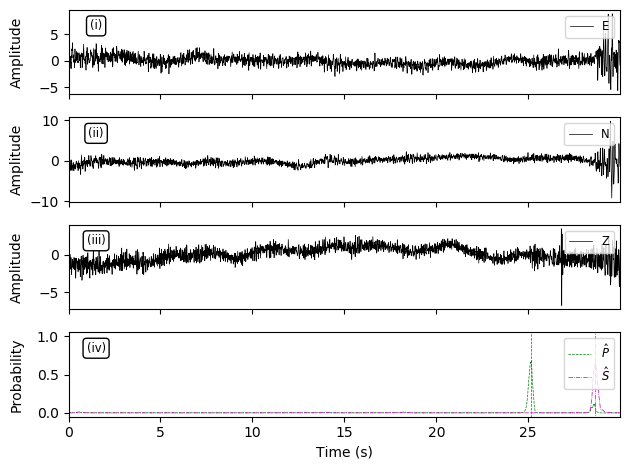 (i)
E
Amplitude
5
0
−5
(ii)
N
Amplitude
10
0
−10
(iii)
Z
Amplitude
0
−5
(iv)
P̂
Ŝ
Probability
1.0
0.5
0.0
0 5 10 15 20 25
Time (s)